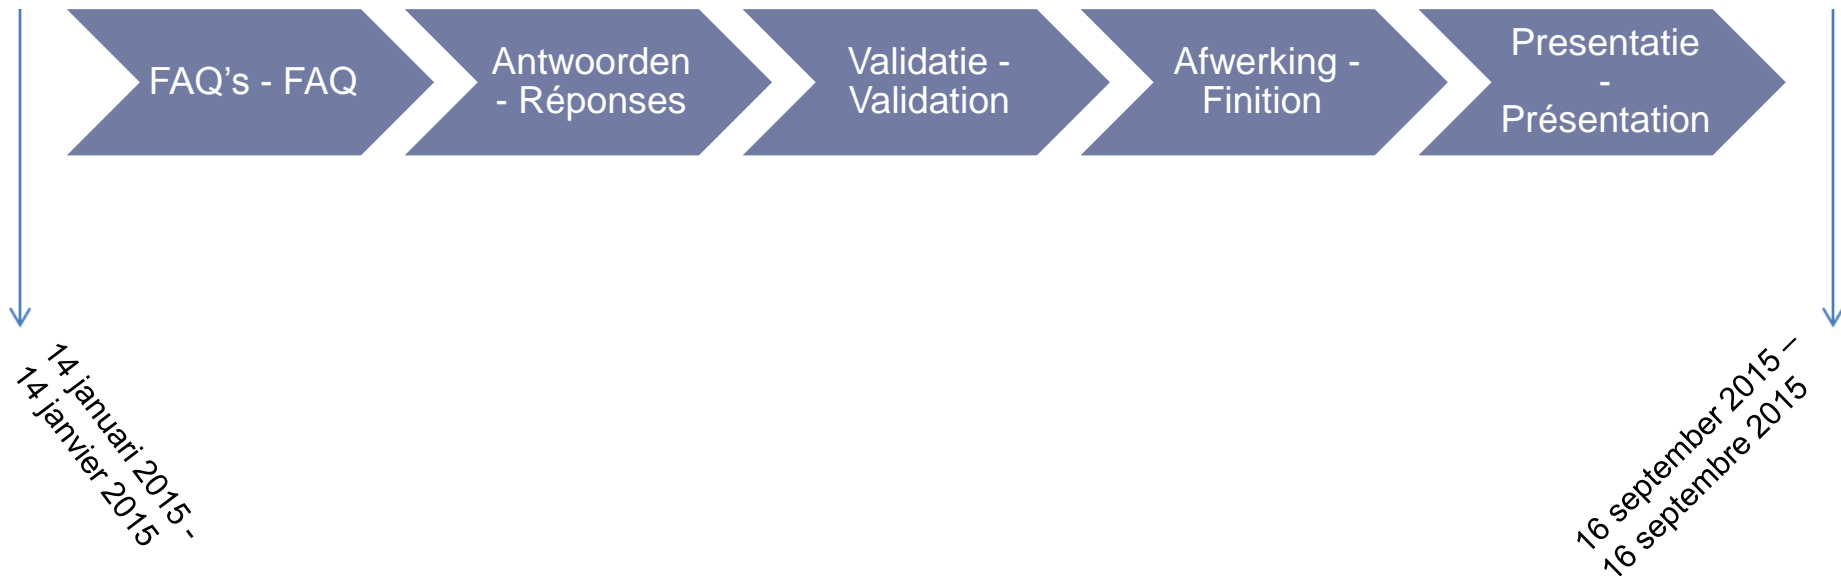 FAQ’s - FAQ
Antwoorden
- Réponses
Validatie -
Validation
Afwerking -
Finition
Presentatie
-
Présentation
14 januari 2015 -
14 janvier 2015
16 september 2015 –
16 septembre 2015